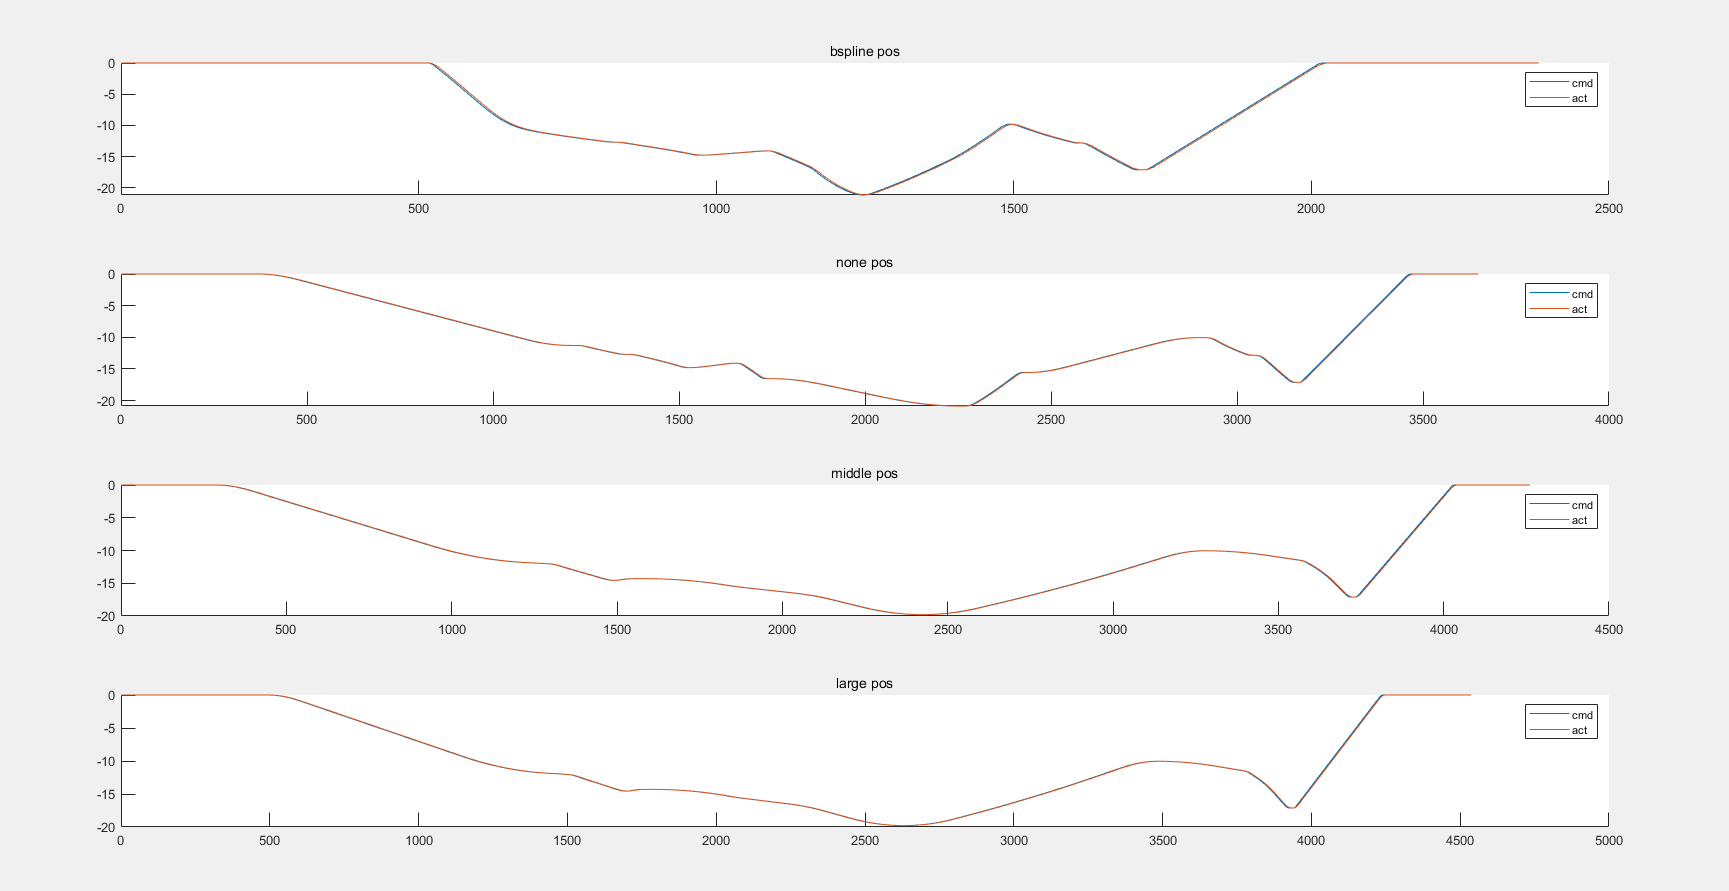 bspline pos
0
-5
-10
-15
-20
cmd
act
0 500 1000 1500 2000 2500
none pos
0
-5
-10
-15
-20
cmd
act
0 500 1000 1500 2000 2500 3000 3500 4000
middle pos
0
-5
-10
-15
-20
cmd
act
0 500 1000 1500 2000 2500 3000 3500 4000 4500
large pos
0
-5
-10
-15
-20
cmd
act
0 500 1000 1500 2000 2500 3000 3500 4000 4500 5000